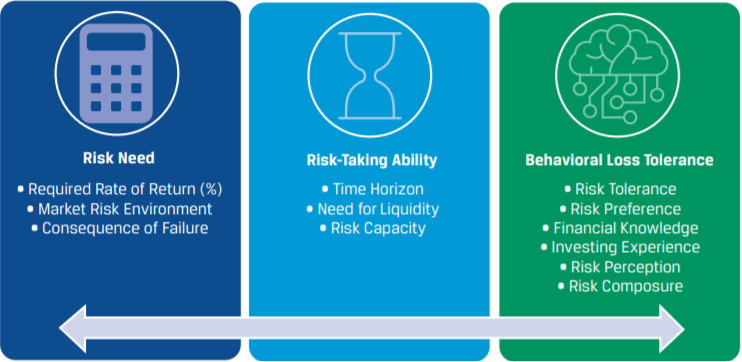 Risk Need
• Required Rate of Return (%)
• Market Risk Environment
• Consequence of Failure
Risk-Taking Ability
• Time Horizon
• Need for Liquidity
• Risk Capacity
Behavioral Loss Tolerance
• Risk Tolerance
• Risk Preference
• Financial Knowledge
• Investing Experience
• Risk Perception
• Risk Composure